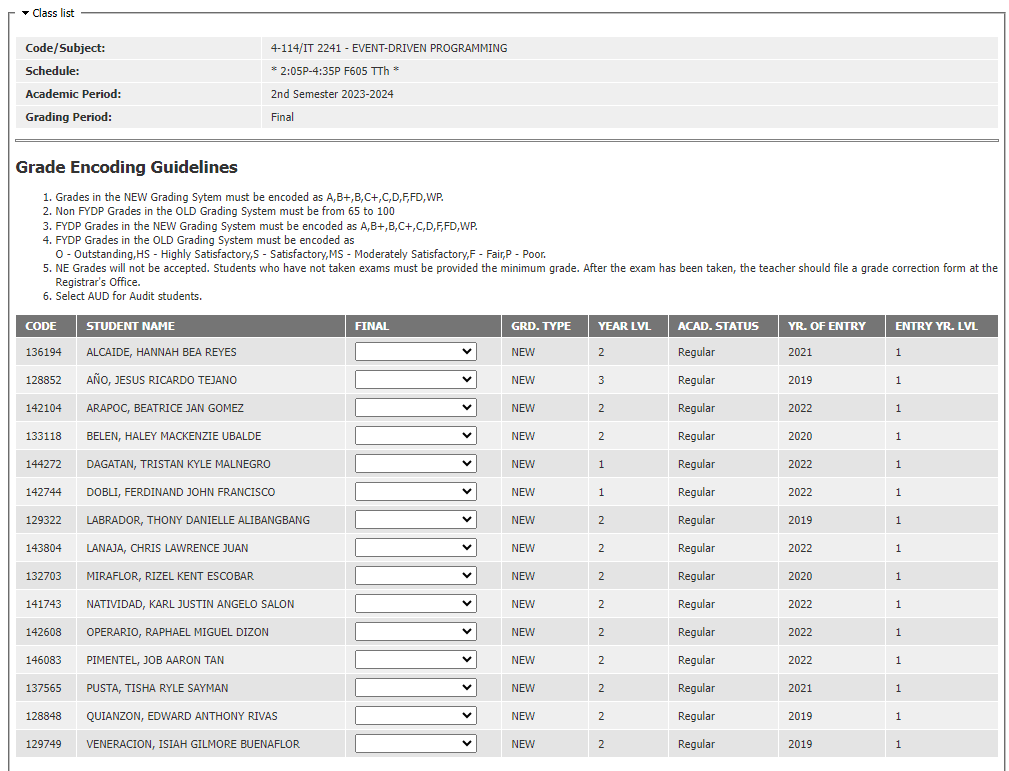 Class list
Code/Subject: 4-114/IT 2241 - EVENT-DRIVEN PROGRAMMING
Schedule: * 2:05P-4:35P F605 TTh *
Academic Period: 2nd Semester 2023-2024
Grading Period: Final
Grade Encoding Guidelines
1. Grades in the NEW Grading Sytem must be encoded as A,B+,B,C+,C,D,F,FD,WP.
2. Non FYDP Grades in the OLD Grading System must be from 65 to 100
3. FYDP Grades in the NEW Grading System must be encoded as A,B+,B,C+,C,D,F,FD,WP.
4. FYDP Grades in the OLD Grading System must be encoded as
O - Outstanding,HS - Highly Satisfactory,S - Satisfactory,MS - Moderately Satisfactory,F - Fair,P - Poor.
5. NE Grades will not be accepted. Students who have not taken exams must be provided the minimum grade. After the exam has been taken, the teacher should file a grade correction form at the
Registrar's Office.
6. Select AUD for Audit students.
CODE STUDENT NAME FINAL GRD. TYPE YEAR LVL ACAD. STATUS YR. OF ENTRY ENTRY YR. LVL
136194 ALCAIDE, HANNAH BEA REYES NEW 2 Regular 2021 1
128852 AÑO, JESUS RICARDO TEJANO NEW 3 Regular 2019 1
142104 ARAPOC, BEATRICE JAN GOMEZ NEW 2 Regular 2022 1
133118 BELEN, HALEY MACKENZIE UBALDE NEW 2 Regular 2020 1
144272 DAGATAN, TRISTAN KYLE MALNEGRO NEW 1 Regular 2022 1
142744 DOBLI, FERDINAND JOHN FRANCISCO NEW 1 Regular 2022 1
129322 LABRADOR, THONY DANIELLE ALIBANGBANG NEW 2 Regular 2019 1
143804 LANAJA, CHRIS LAWRENCE JUAN NEW 2 Regular 2022 1
132703 MIRAFLOR, RIZEL KENT ESCOBAR NEW 2 Regular 2020 1
141743 NATIVIDAD, KARL JUSTIN ANGELO SALON NEW 2 Regular 2022 1
142608 OPERARIO, RAPHAEL MIGUEL DIZON NEW 2 Regular 2022 1
146083 PIMENTEL, JOB AARON TAN NEW 2 Regular 2022 1
137565 PUSTA, TISHA RYLE SAYMAN NEW 2 Regular 2021 1
128848 QUIANZON, EDWARD ANTHONY RIVAS NEW 2 Regular 2019 1
129749 VENERACION, ISIAH GILMORE BUENAFLOR NEW 2 Regular 2019 1